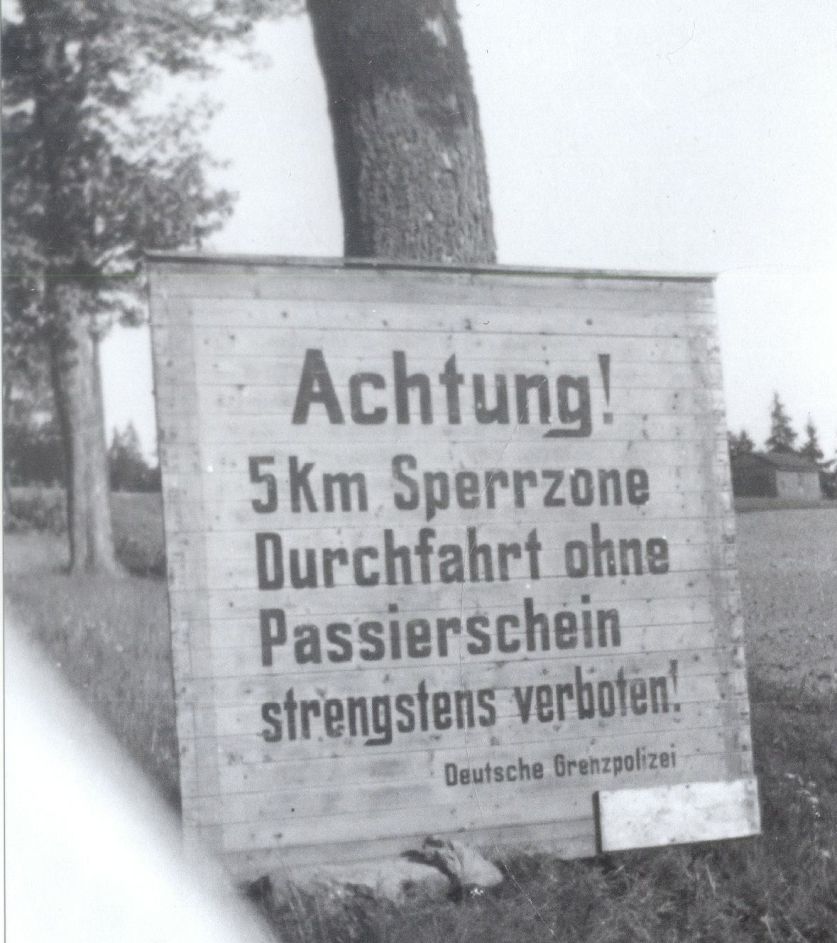 Achtung!
5Km Sperrzone
Durchfahrt ohne
Passierschein
strengstens verboten!
Deutsche Grenzpolizei